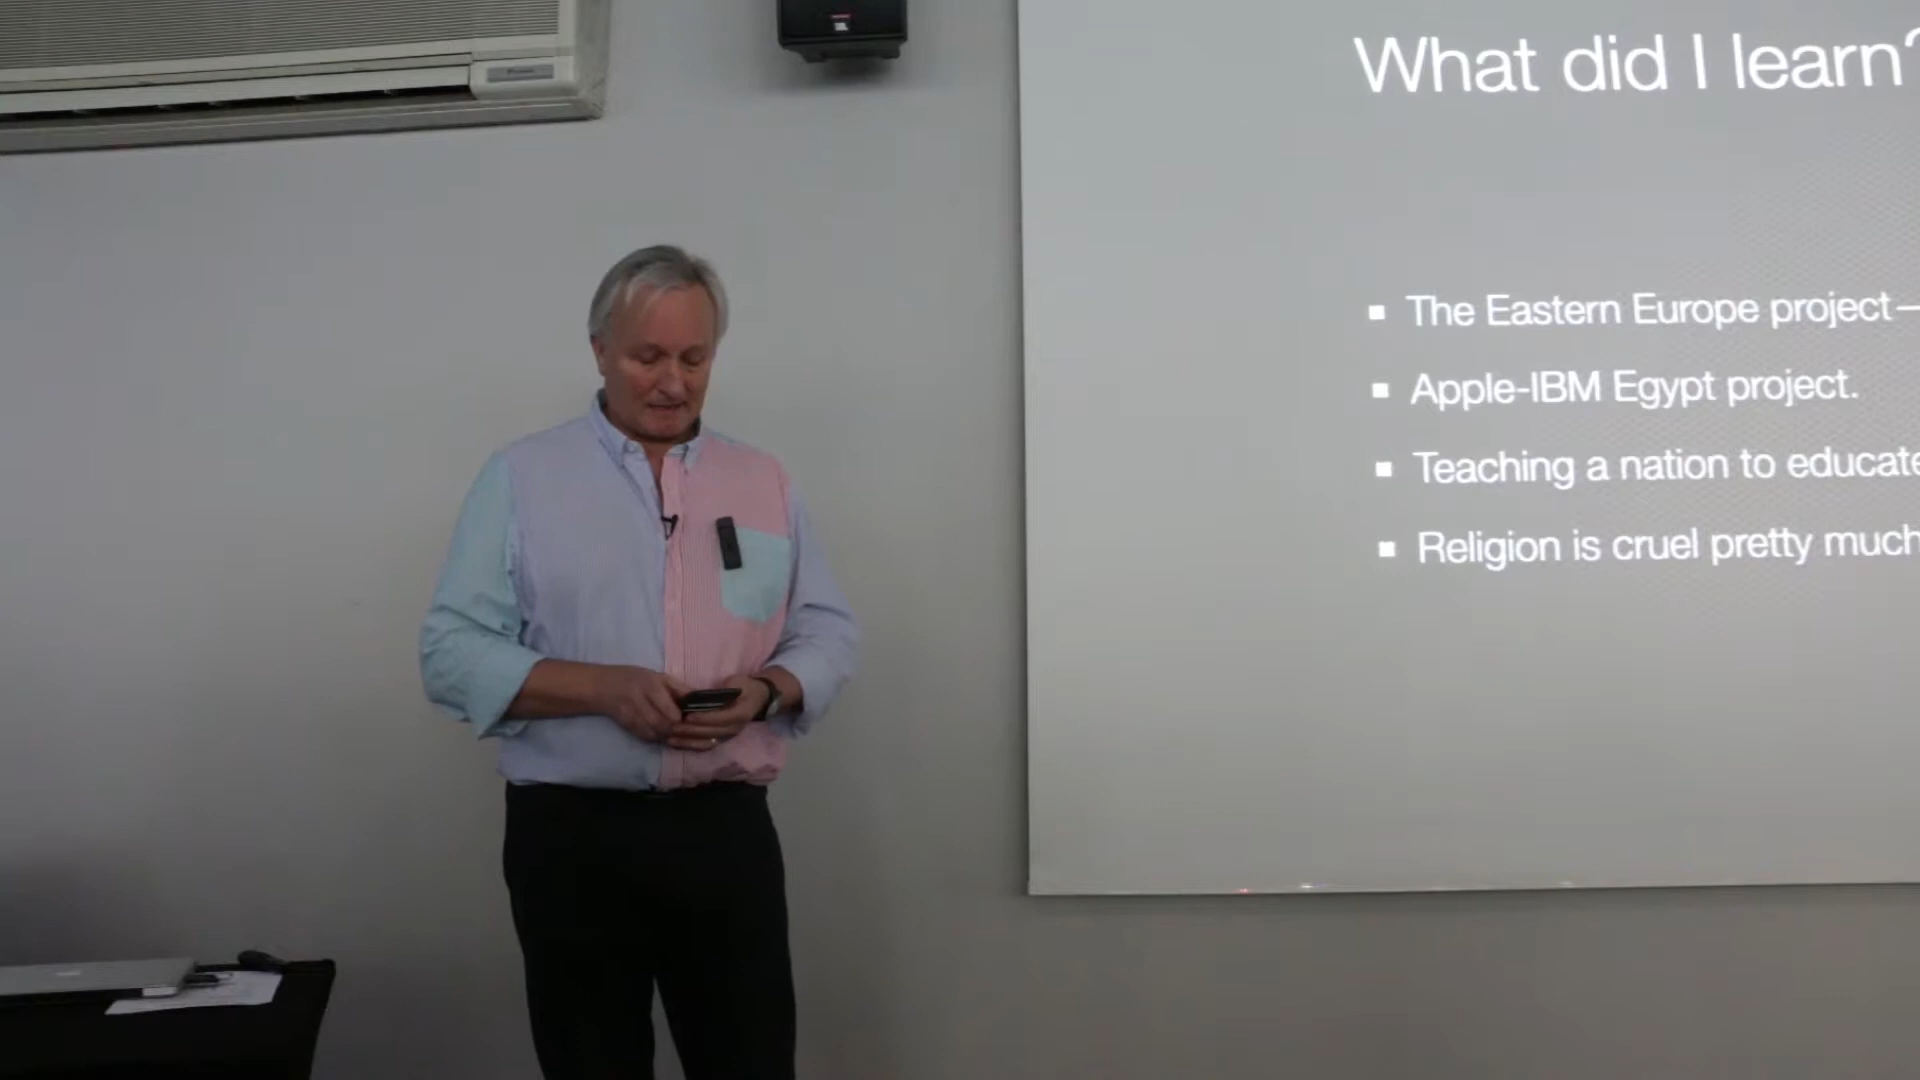 What did I learn?
▪ The Eastern Europe project—
▪ Apple-IBM Egypt project.
▪ Teaching a nation to educate
▪ Religion is cruel pretty much
JBL